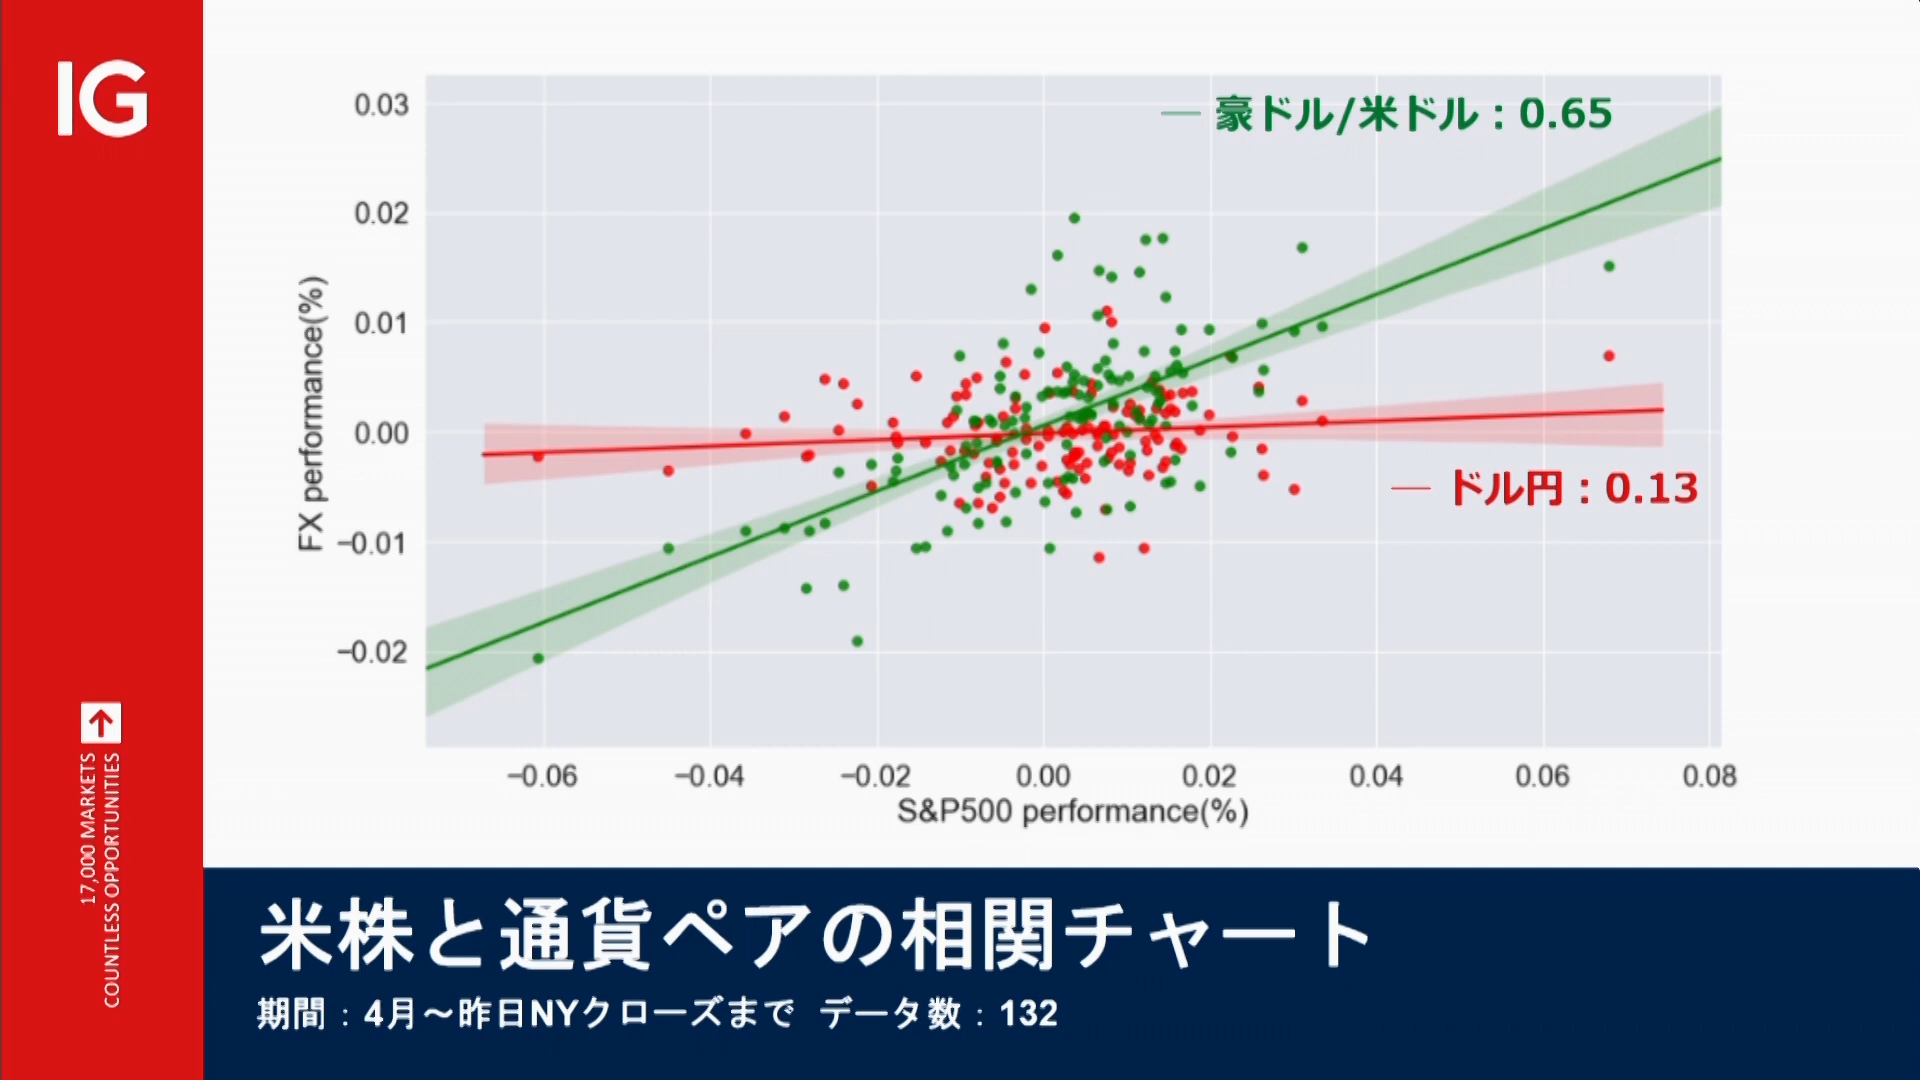 IG
17,000 MARKETS
COUNTLESS OPPORTUNITIES
豪ドル/米ドル：0.65
ドル円：0.13
FX performance(%)
0.03
0.02
0.01
0.00
−0.01
−0.02
−0.06 −0.04 −0.02 0.00 0.02 0.04 0.06 0.08
S&P500 performance(%)
米株と通貨ペアの相関チャート
期間：4月～昨日NYクローズまで データ数：132